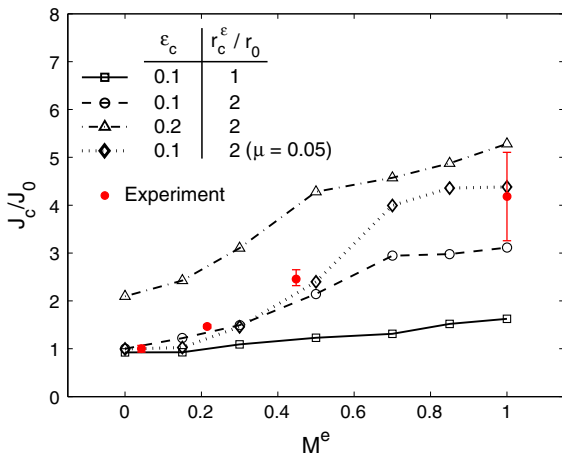 8
7
6
5
4
3
2
1
0
J_c/J_0
ε_c r_c^ε / r_0
0.1 1
0.1 2
0.2 2
0.1 2 (μ = 0.05)
Experiment
0 0.2 0.4 0.6 0.8 1
M^e